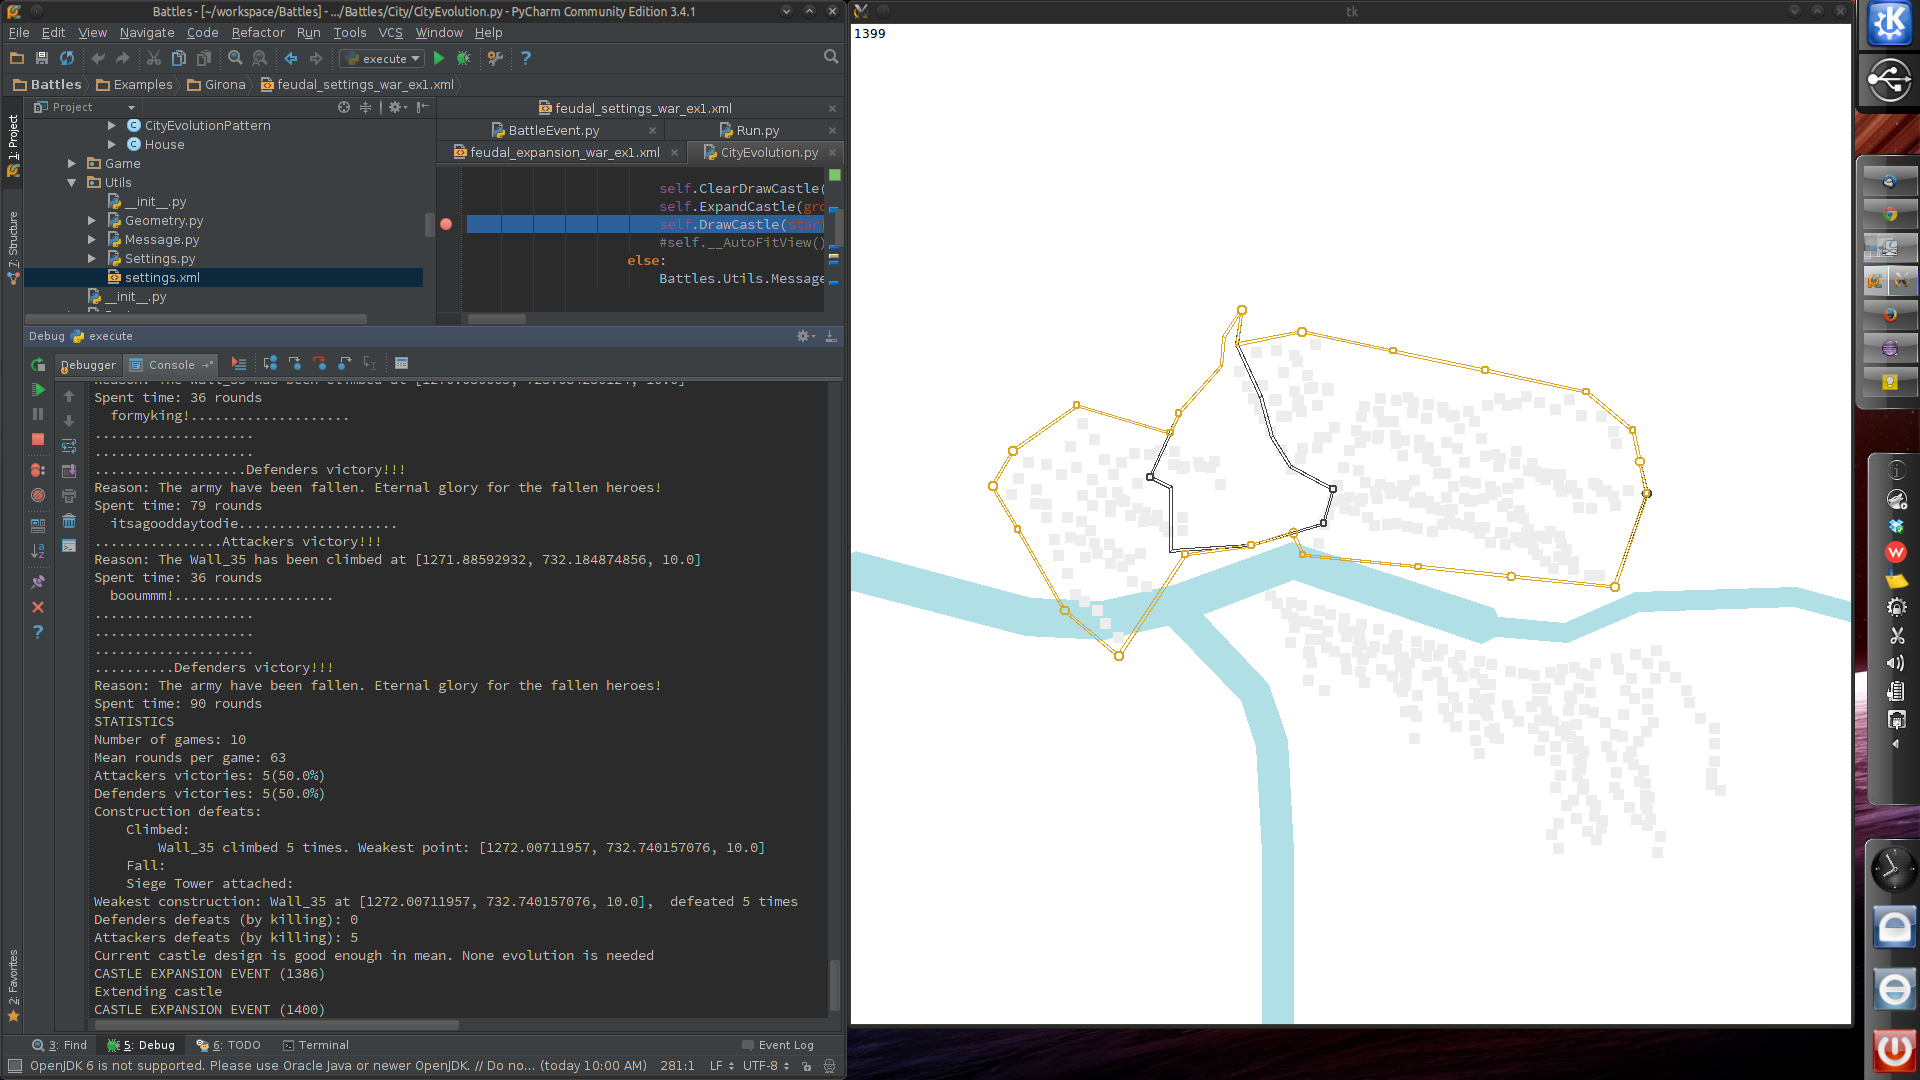 Battles - [~/workspace/Battles] - .../Battles/City/CityEvolution.py - PyCharm Community Edition 3.4.1
File Edit View Navigate Code Refactor Run Tools VCS Window Help
execute
Battles Examples Girona feudal_settings_war_ex1.xml
Project
CityEvolutionPattern
House
Game
Utils
__init__.py
Geometry.py
Message.py
Settings.py
settings.xml
__init__.py
1: Project
7: Structure
2: Favorites
feudal_settings_war_ex1.xml
BattleEvent.py
Run.py
feudal_expansion_war_ex1.xml
CityEvolution.py
self.ClearDrawCastle(
self.ExpandCastle(gro
self.DrawCastle(star
#self.__AutoFitView()
else:
Battles.Utils.Message
Debug execute
Debugger Console
Spent time: 36 rounds
formyking!....................
....................
....................
...................Defenders victory!!!
Reason: The army have been fallen. Eternal glory for the fallen heroes!
Spent time: 79 rounds
itsagooddaytodie....................
................Attackers victory!!!
Reason: The Wall_35 has been climbed at [1271.88592932, 732.184874856, 10.0]
Spent time: 36 rounds
booummm!....................
....................
....................
....................
..........Defenders victory!!!
Reason: The army have been fallen. Eternal glory for the fallen heroes!
Spent time: 90 rounds
STATISTICS
Number of games: 10
Mean rounds per game: 63
Attackers victories: 5(50.0%)
Defenders victories: 5(50.0%)
Construction defeats:
Climbed:
Wall_35 climbed 5 times. Weakest point: [1272.00711957, 732.740157076, 10.0]
Fall:
Siege Tower attached:
Weakest construction: Wall_35 at [1272.00711957, 732.740157076, 10.0],  defeated 5 times
Defenders defeats (by killing): 0
Attackers defeats (by killing): 5
Current castle design is good enough in mean. None evolution is needed
CASTLE EXPANSION EVENT (1386)
Extending castle
CASTLE EXPANSION EVENT (1400)
3: Find 5: Debug 6: TODO Terminal Event Log
OpenJDK 6 is not supported. Please use Oracle Java or newer OpenJDK. // Do no... (today 10:00 AM) 281:1 LF UTF-8
tk
1399